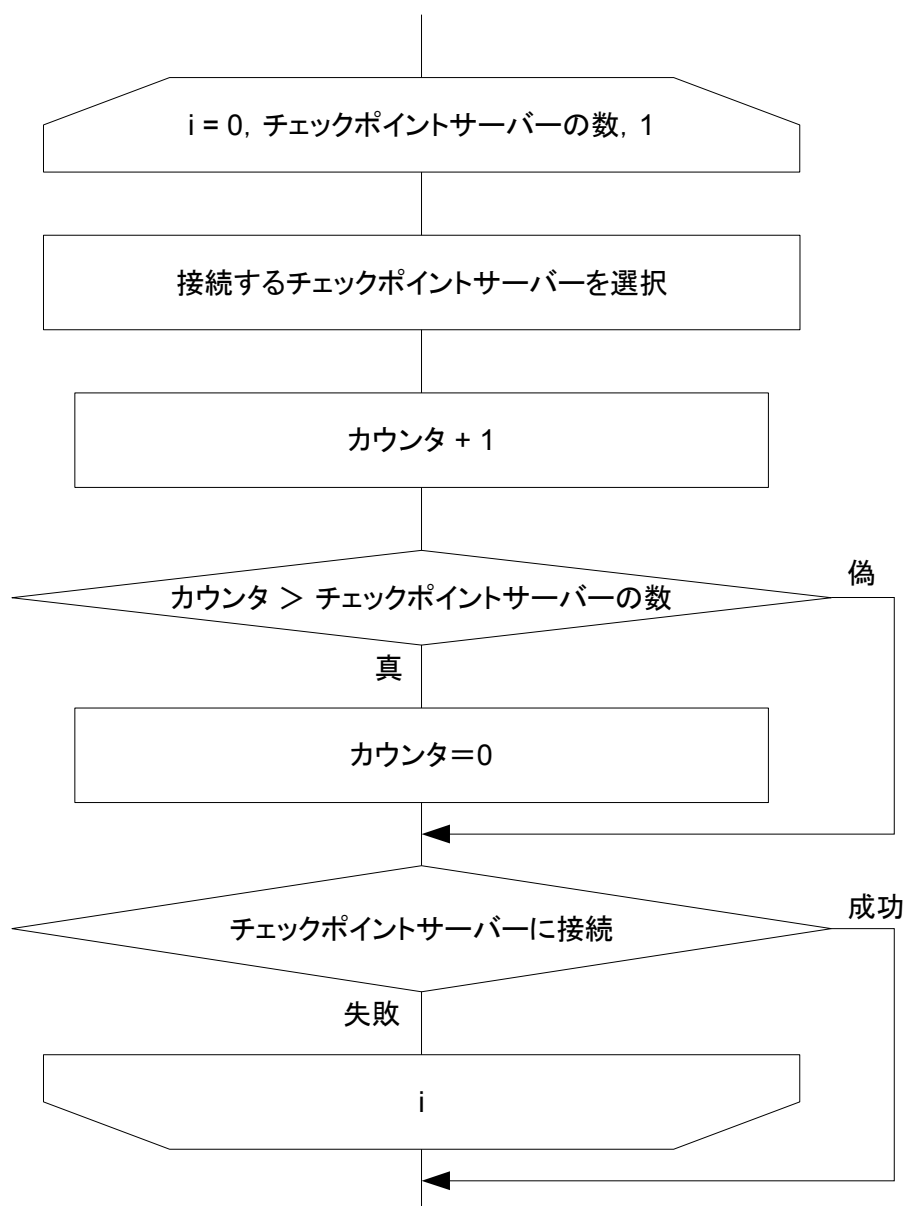 i = 0, チェックポイントサーバーの数, 1
接続するチェックポイントサーバーを選択
カウンタ + 1
カウンタ ＞ チェックポイントサーバーの数
偽
真
カウンタ＝0
チェックポイントサーバーに接続
成功
失敗
i